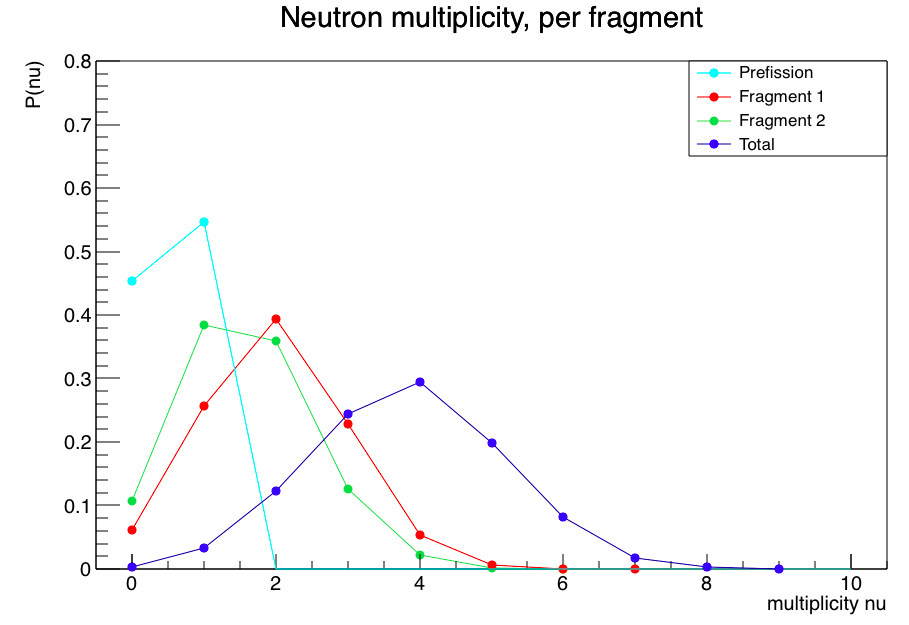 Neutron multiplicity, per fragment
P(nu)
0.8
0.7
0.6
0.5
0.4
0.3
0.2
0.1
0
Prefission
Fragment 1
Fragment 2
Total
0 2 4 6 8 10
multiplicity nu